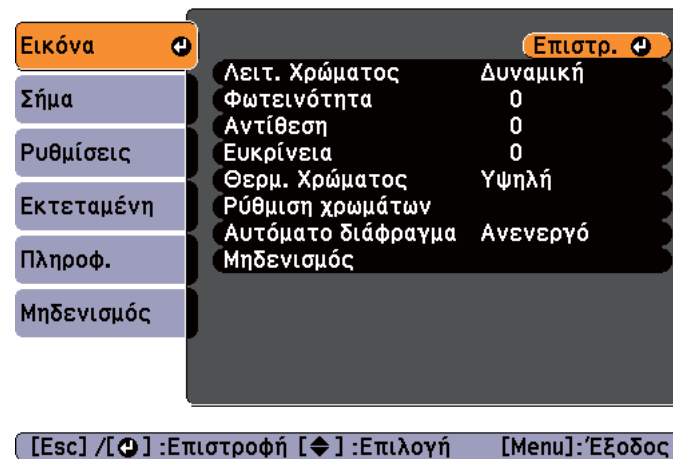 Εικόνα
Σήμα
Ρυθμίσεις
Εκτεταμένη
Πληροφ.
Μηδενισμός
Επιστρ.
Λειτ. Χρώματος Δυναμική
Φωτεινότητα 0
Αντίθεση 0
Ευκρίνεια 0
Θερμ. Χρώματος Υψηλή
Ρύθμιση χρωμάτων
Αυτόματο διάφραγμα Ανενεργό
Μηδενισμός
[Esc] /[ ] :Επιστροφή [ ] :Επιλογή [Menu]:Έξοδος